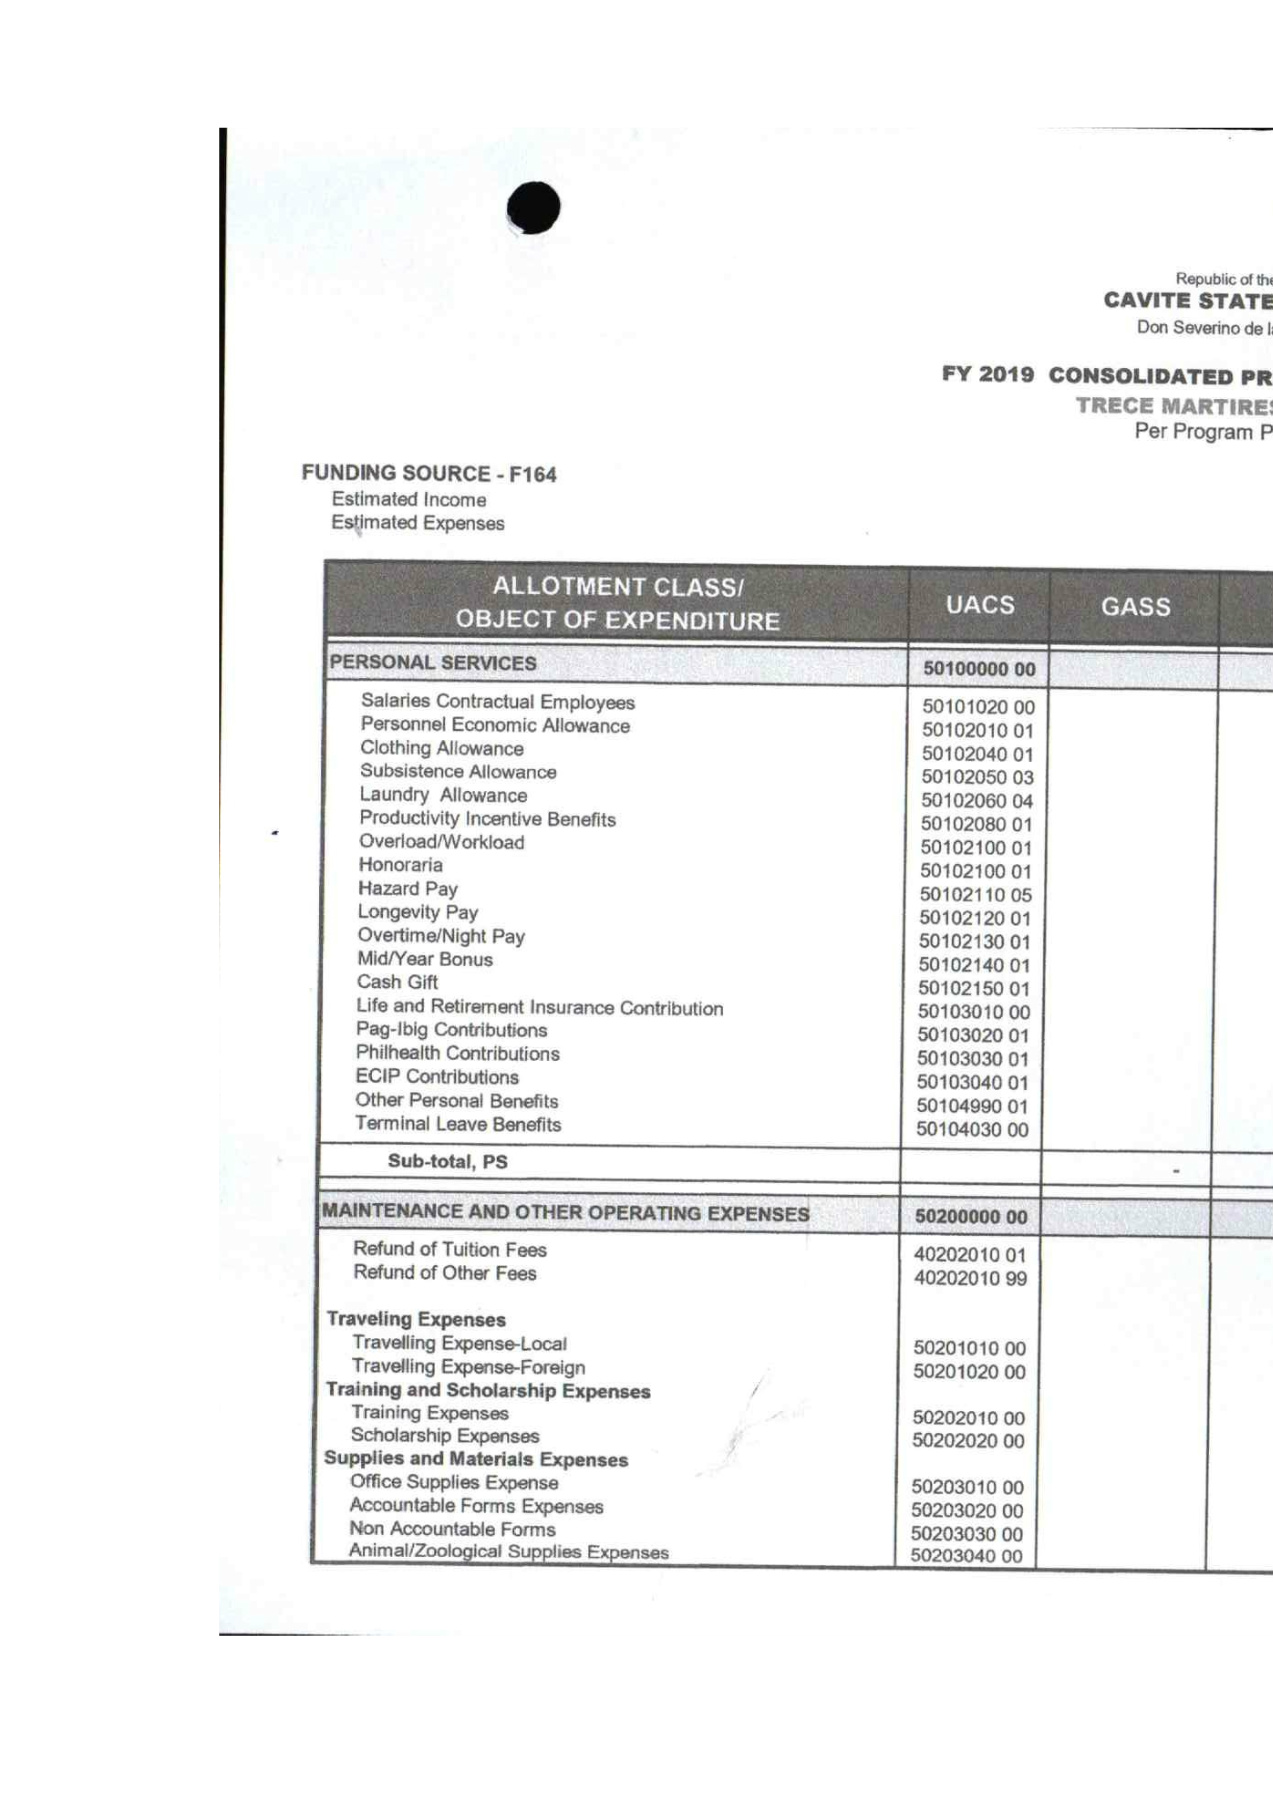 Republic of the
CAVITE STATE
Don Severino de
FY 2019 CONSOLIDATED PR
TRECE MARTIRES
Per Program P
FUNDING SOURCE - F164
Estimated Income
Estimated Expenses
ALLOTMENT CLASS/
OBJECT OF EXPENDITURE UACS GASS
PERSONAL SERVICES 50100000 00
Salaries Contractual Employees 50101020 00
Personnel Economic Allowance 50102010 01
Clothing Allowance 50102040 01
Subsistence Allowance 50102050 03
Laundry Allowance 50102060 04
Productivity Incentive Benefits 50102080 01
Overload/Workload 50102100 01
Honoraria 50102100 01
Hazard Pay 50102110 05
Longevity Pay 50102120 01
Overtime/Night Pay 50102130 01
Mid/Year Bonus 50102140 01
Cash Gift 50102150 01
Life and Retirement Insurance Contribution 50103010 00
Pag-Ibig Contributions 50103020 01
Philhealth Contributions 50103030 01
ECIP Contributions 50103040 01
Other Personal Benefits 50104990 01
Terminal Leave Benefits 50104030 00
Sub-total, PS -
MAINTENANCE AND OTHER OPERATING EXPENSES 50200000 00
Refund of Tuition Fees 40202010 01
Refund of Other Fees 40202010 99
Traveling Expenses
Travelling Expense-Local 50201010 00
Travelling Expense-Foreign 50201020 00
Training and Scholarship Expenses
Training Expenses 50202010 00
Scholarship Expenses 50202020 00
Supplies and Materials Expenses
Office Supplies Expense 50203010 00
Accountable Forms Expenses 50203020 00
Non Accountable Forms 50203030 00
Animal/Zoological Supplies Expenses 50203040 00